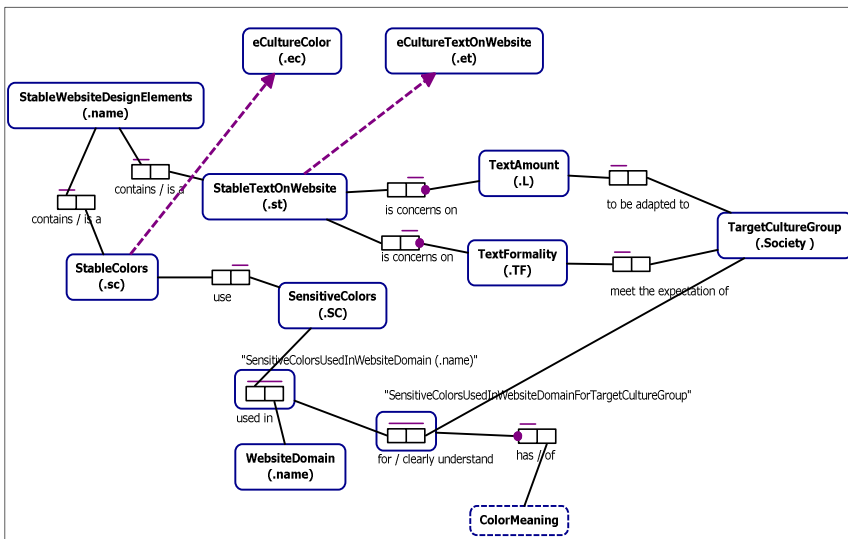 eCultureColor
(.ec)
eCultureTextOnWebsite
(.et)
StableWebsiteDesignElements
(.name)
contains / is a
StableTextOnWebsite
(.st)
is concerns on
TextAmount
(.L)
to be adapted to
contains / is a
TargetCultureGroup
(.Society )
is concerns on
TextFormality
(.TF)
meet the expectation of
StableColors
(.sc)
use
SensitiveColors
(.SC)
"SensitiveColorsUsedInWebsiteDomain (.name)"
"SensitiveColorsUsedInWebsiteDomainForTargetCultureGroup"
used in
WebsiteDomain
(.name)
for / clearly understand
has / of
ColorMeaning